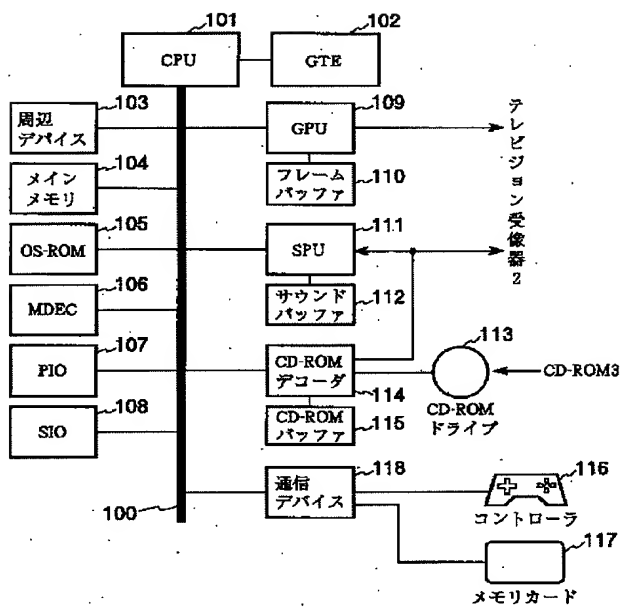 101
CPU
102
GTE
103
周辺
デバイス
104
メイン
メモリ
105
OS-ROM
106
MDEC
107
PIO
108
SIO
100
109
GPU
フレーム
バッファ
110
111
SPU
サウンド
バッファ
112
CD-ROM
デコーダ
114
CD-ROM
バッファ
115
118
通信
デバイス
テレビジョン受像器2
113
CD-ROM
ドライブ
CD-ROM3
116
コントローラ
117
メモリカード